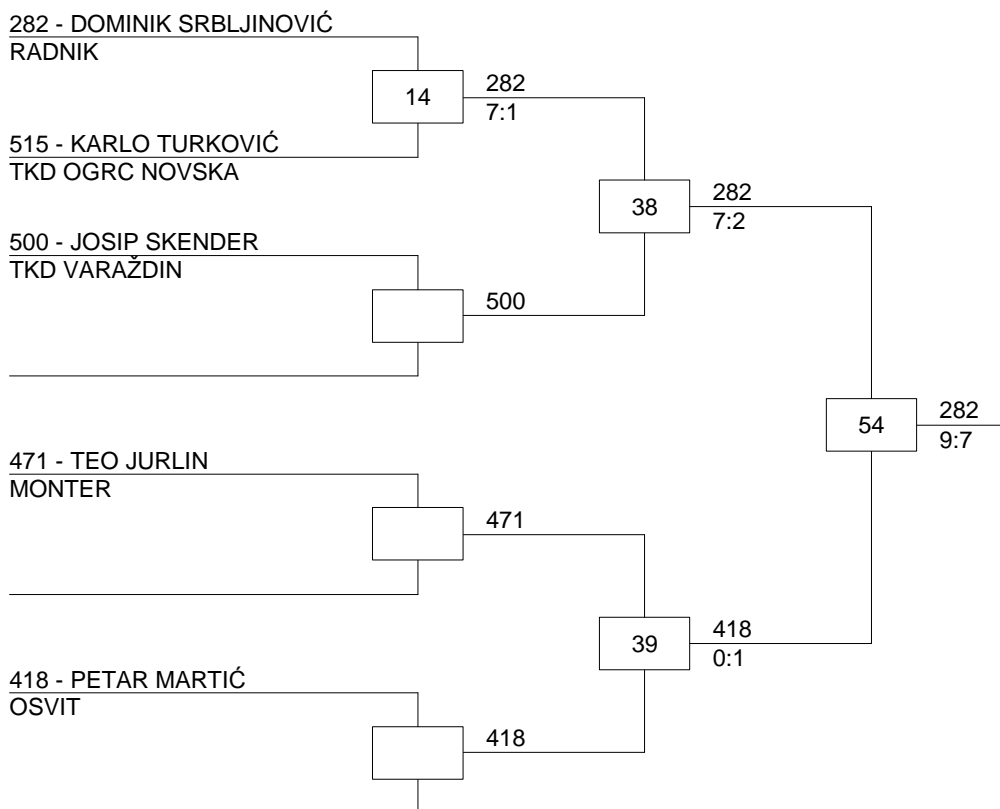 282 - DOMINIK SRBLJINOVIĆ
RADNIK
14
282
7:1
515 - KARLO TURKOVIĆ
TKD OGRC NOVSKA
38
282
7:2
500 - JOSIP SKENDER
TKD VARAŽDIN
500
54
282
9:7
471 - TEO JURLIN
MONTER
471
39
418
0:1
418 - PETAR MARTIĆ
OSVIT
418